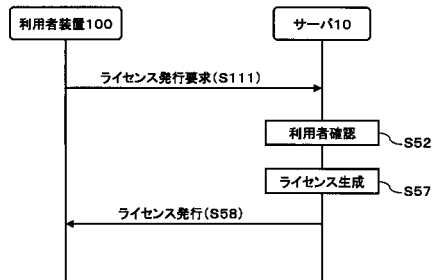 利用者装置100
サーバ10
ライセンス発行要求(S111)
利用者確認
S52
ライセンス生成
S57
ライセンス発行(S58)